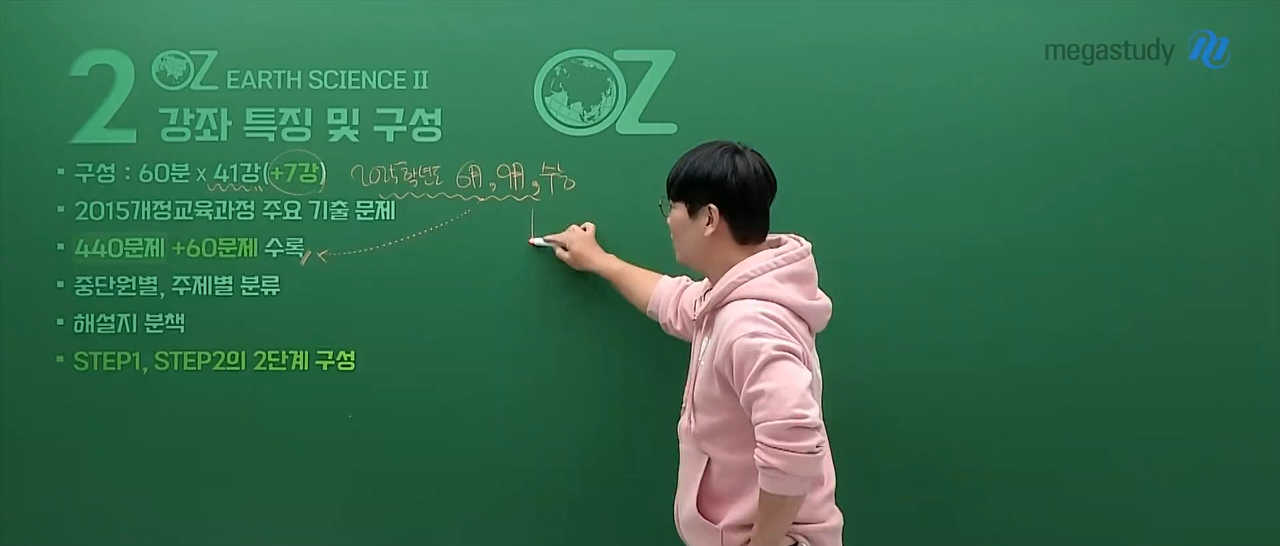 megastudy
2 OZ EARTH SCIENCE II
강좌 특징 및 구성
OZ
▪ 구성 : 60분 x 41강(+7강) 2025학년도 6月, 9月, 수능
▪ 2015개정교육과정 주요 기출 문제
▪ 440문제 +60문제 수록
▪ 중단원별, 주제별 분류
▪ 해설지 분책
▪ STEP1, STEP2의 2단계 구성